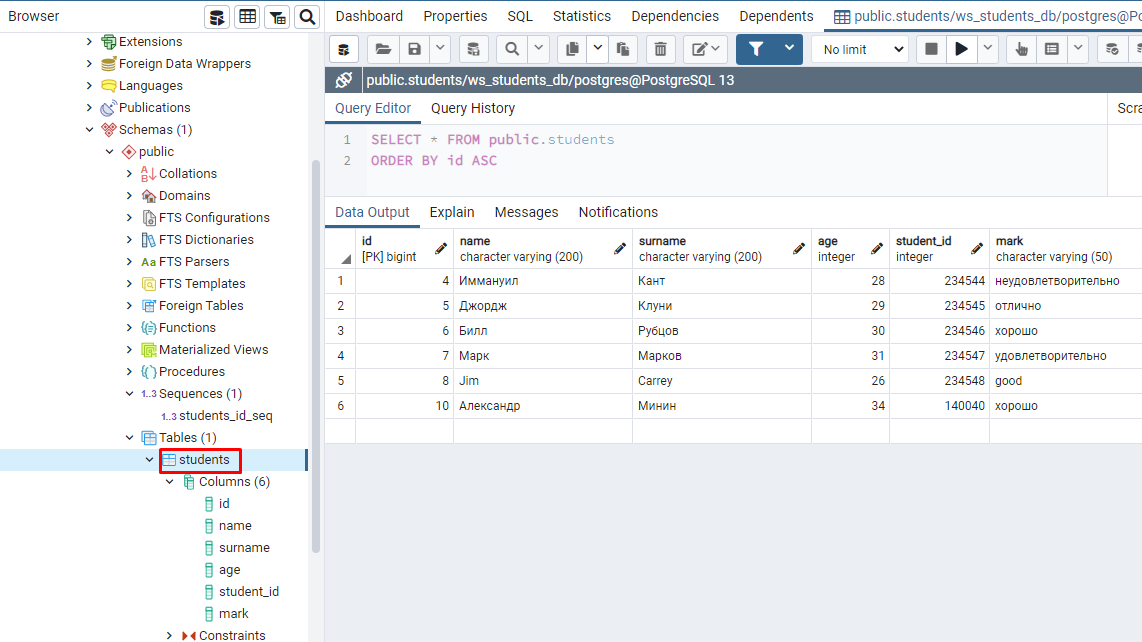 Browser
Dashboard Properties SQL Statistics Dependencies Dependents public.students/ws_students_db/postgres@Po
No limit
public.students/ws_students_db/postgres@PostgreSQL 13
Query Editor Query History Scra
1 SELECT * FROM public.students
2 ORDER BY id ASC
Data Output Explain Messages Notifications
id name surname age student_id mark
[PK] bigint character varying (200) character varying (200) integer integer character varying (50)
1 4 Иммануил Кант 28 234544 неудовлетворительно
2 5 Джордж Клуни 29 234545 отлично
3 6 Билл Рубцов 30 234546 хорошо
4 7 Марк Марков 31 234547 удовлетворительно
5 8 Jim Carrey 26 234548 good
6 10 Александр Минин 34 140040 хорошо
Extensions
Foreign Data Wrappers
Languages
Publications
Schemas (1)
public
Collations
Domains
FTS Configurations
FTS Dictionaries
FTS Parsers
FTS Templates
Foreign Tables
Functions
Materialized Views
Procedures
1..3 Sequences (1)
1..3 students_id_seq
Tables (1)
students
Columns (6)
id
name
surname
age
student_id
mark
Constraints